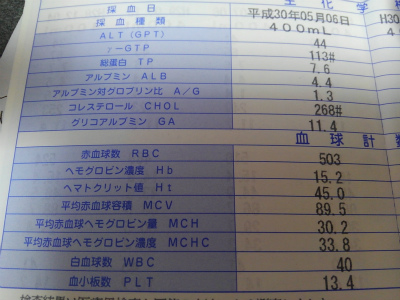 生 化 学
採 血 日 平成30年05月06日 H30
採 血 種 類 400mL 4
ALT(GPT) 44
γ-GTP 113#
総蛋白 TP 7.6
アルブミン ALB 4.4
アルブミン対グロブリン比 A/G 1.3
コレステロール CHOL 268#
グリコアルブミン GA 11.4
血 球 計 数
赤血球数 RBC 503
ヘモグロビン濃度 Hb 15.2
ヘマトクリット値 Ht 45.0
平均赤血球容積 MCV 89.5
平均赤血球ヘモグロビン量 MCH 30.2
平均赤血球ヘモグロビン濃度 MCHC 33.8
白血球数 WBC 40
血小板数 PLT 13.4